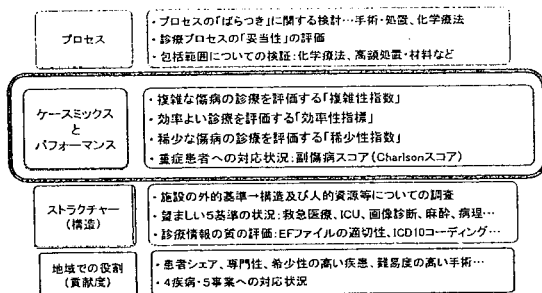 プロセス
・プロセスの「ばらつき」に関する検討…手術・処置、化学療法
・診療プロセスの「妥当性」の評価
・包括範囲についての検証：化学療法、高額処置・材料など
ケースミックス
と
パフォーマンス
・複雑な傷病の診療を評価する「複雑性指数」
・効率よい診療を評価する「効率性指標」
・稀少な傷病の診療を評価する「稀少性指数」
・重症患者への対応状況：副傷病スコア(Charlsonスコア)
ストラクチャー
(構造)
・施設の外的基準→構造及び人的資源等についての調査
・望ましい5基準の状況：救急医療、ICU、画像診断、麻酔、病理…
・診療情報の質の評価：EFファイルの適切性、ICD10コーディング…
地域での役割
(貢献度)
・患者シェア、専門性、希少性の高い疾患、難易度の高い手術…
・4疾病・5事業への対応状況